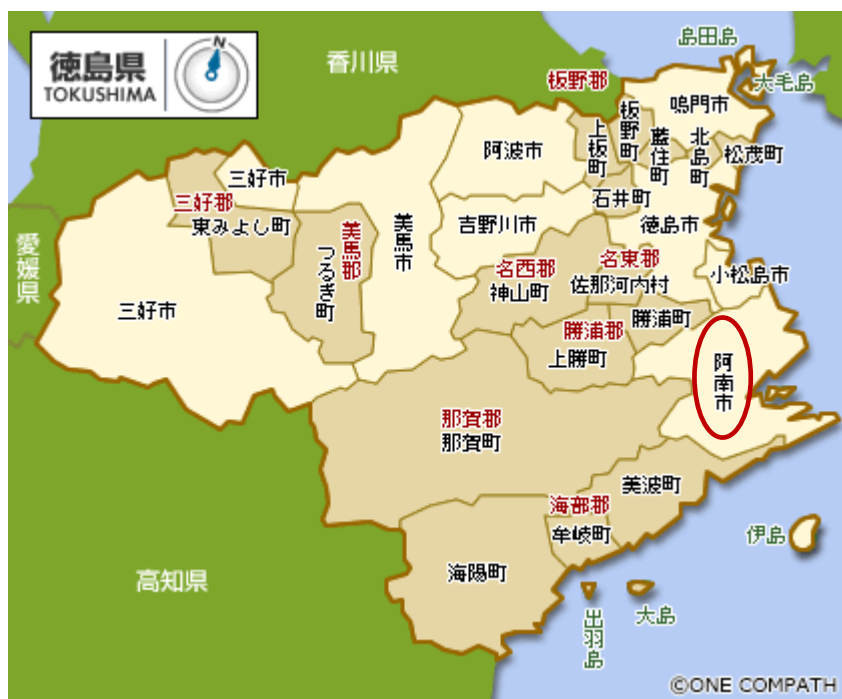 徳島県
TOKUSHIMA
N
香川県
島田島
大毛島
板野郡
鳴門市
上板町
板野町
藍住町
北島町
松茂町
阿波市
三好市
三好郡
東みよし町
石井町
吉野川市
徳島市
美馬市
美馬郡
つるぎ町
愛媛県
名西郡
神山町
名東郡
佐那河内村
小松島市
三好市
勝浦町
勝浦郡
上勝町
阿南市
那賀郡
那賀町
美波町
海部郡
牟岐町
伊島
海陽町
高知県
出羽島
大島
©ONE COMPATH